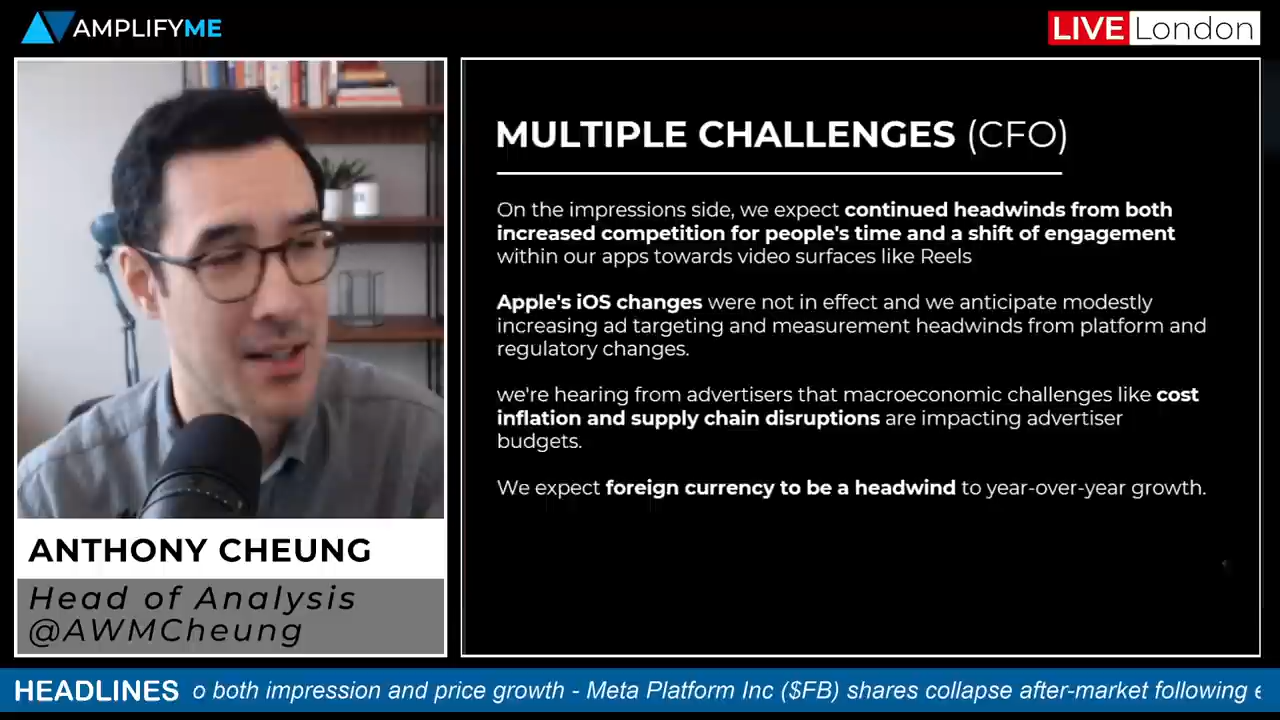 AMPLIFYME
LIVE London
MULTIPLE CHALLENGES (CFO)
On the impressions side, we expect continued headwinds from both
increased competition for people's time and a shift of engagement
within our apps towards video surfaces like Reels
Apple's iOS changes were not in effect and we anticipate modestly
increasing ad targeting and measurement headwinds from platform and
regulatory changes.
we're hearing from advertisers that macroeconomic challenges like cost
inflation and supply chain disruptions are impacting advertiser
budgets.
We expect foreign currency to be a headwind to year-over-year growth.
ANTHONY CHEUNG
Head of Analysis
@AWMCheung
HEADLINES o both impression and price growth - Meta Platform Inc ($FB) shares collapse after-market following